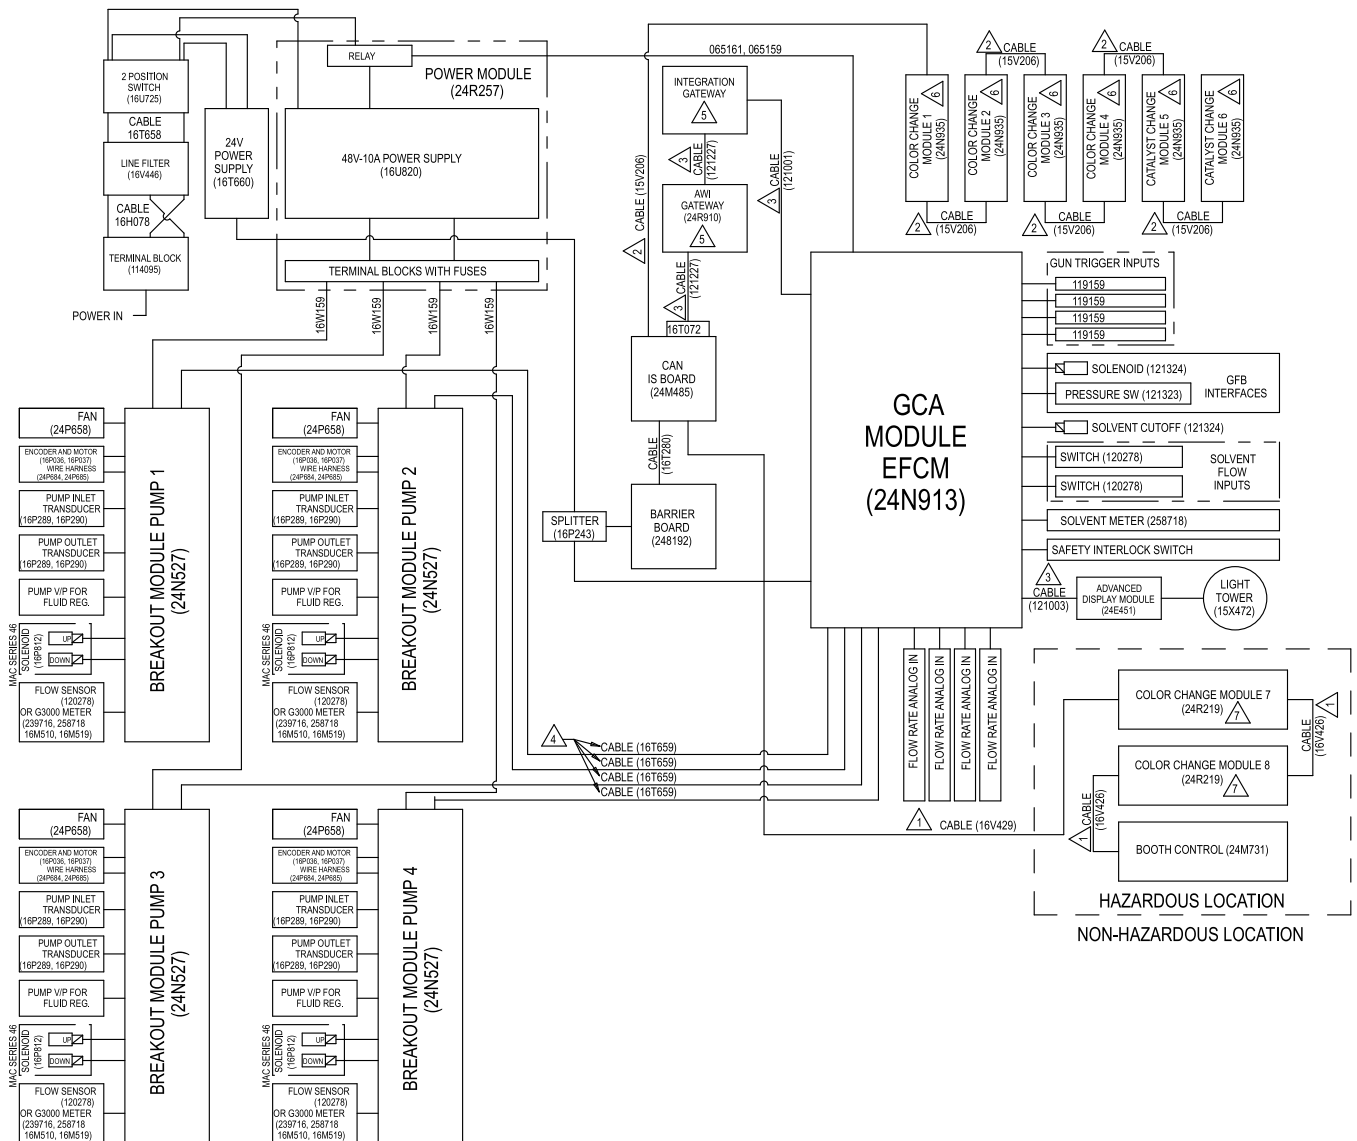 2 POSITION
SWITCH
(16U725)
CABLE
16T658
LINE FILTER
(16V446)
CABLE
16H078
TERMINAL BLOCK
(114095)
POWER IN
24V
POWER
SUPPLY
(16T660)
RELAY
POWER MODULE
(24R257)
48V-10A POWER SUPPLY
(16U820)
TERMINAL BLOCKS WITH FUSES
16W159
16W159
16W159
16W159
065161, 065159
CABLE (15V206)
2
INTEGRATION
GATEWAY
5
3
CABLE
(121227)
AWI
GATEWAY
(24R910)
5
3
CABLE
(121001)
3
CABLE
(121227)
16T072
CAN
IS BOARD
(24M485)
CABLE
(16T280)
BARRIER
BOARD
(248192)
SPLITTER
(16P243)
GCA
MODULE
EFCM
(24N913)
2
CABLE
(15V206)
2
CABLE
(15V206)
COLOR CHANGE
MODULE 1
(24N935)
6
COLOR CHANGE
MODULE 2
(24N935)
6
COLOR CHANGE
MODULE 3
(24N935)
6
COLOR CHANGE
MODULE 4
(24N935)
6
CATALYST CHANGE
MODULE 5
(24N935)
6
CATALYST CHANGE
MODULE 6
(24N935)
6
2
CABLE
(15V206)
2
CABLE
(15V206)
2
CABLE
(15V206)
GUN TRIGGER INPUTS
119159
119159
119159
119159
SOLENOID (121324)
PRESSURE SW (121323)
GFB
INTERFACES
SOLVENT CUTOFF (121324)
SWITCH (120278)
SWITCH (120278)
SOLVENT
FLOW
INPUTS
SOLVENT METER (258718)
SAFETY INTERLOCK SWITCH
3
CABLE
(121003)
ADVANCED
DISPLAY MODULE
(24E451)
LIGHT
TOWER
(15X472)
FLOW RATE ANALOG IN
FLOW RATE ANALOG IN
FLOW RATE ANALOG IN
FLOW RATE ANALOG IN
1
CABLE (16V429)
COLOR CHANGE MODULE 7
(24R219)
7
1
CABLE
(16V426)
COLOR CHANGE MODULE 8
(24R219)
7
1
CABLE
(16V426)
BOOTH CONTROL (24M731)
HAZARDOUS LOCATION
NON-HAZARDOUS LOCATION
4
CABLE (16T659)
CABLE (16T659)
CABLE (16T659)
CABLE (16T659)
FAN
(24P658)
ENCODER AND MOTOR
(16P036, 16P037)
WIRE HARNESS
(24P684, 24P685)
PUMP INLET
TRANSDUCER
(16P289, 16P290)
PUMP OUTLET
TRANSDUCER
(16P289, 16P290)
PUMP V/P FOR
FLUID REG.
MAC SERIES 46
SOLENOID
(16P812)
UP
DOWN
FLOW SENSOR
(120278)
OR G3000 METER
(239716, 258718
16M510, 16M519)
BREAKOUT MODULE PUMP 1
(24N527)
FAN
(24P658)
ENCODER AND MOTOR
(16P036, 16P037)
WIRE HARNESS
(24P684, 24P685)
PUMP INLET
TRANSDUCER
(16P289, 16P290)
PUMP OUTLET
TRANSDUCER
(16P289, 16P290)
PUMP V/P FOR
FLUID REG.
MAC SERIES 46
SOLENOID
(16P812)
UP
DOWN
FLOW SENSOR
(120278)
OR G3000 METER
(239716, 258718
16M510, 16M519)
BREAKOUT MODULE PUMP 2
(24N527)
FAN
(24P658)
ENCODER AND MOTOR
(16P036, 16P037)
WIRE HARNESS
(24P684, 24P685)
PUMP INLET
TRANSDUCER
(16P289, 16P290)
PUMP OUTLET
TRANSDUCER
(16P289, 16P290)
PUMP V/P FOR
FLUID REG.
MAC SERIES 46
SOLENOID
(16P812)
UP
DOWN
FLOW SENSOR
(120278)
OR G3000 METER
(239716, 258718
16M510, 16M519)
BREAKOUT MODULE PUMP 3
(24N527)
FAN
(24P658)
ENCODER AND MOTOR
(16P036, 16P037)
WIRE HARNESS
(24P684, 24P685)
PUMP INLET
TRANSDUCER
(16P289, 16P290)
PUMP OUTLET
TRANSDUCER
(16P289, 16P290)
PUMP V/P FOR
FLUID REG.
MAC SERIES 46
SOLENOID
(16P812)
UP
DOWN
FLOW SENSOR
(120278)
OR G3000 METER
(239716, 258718
16M510, 16M519)
BREAKOUT MODULE PUMP 4
(24N527)